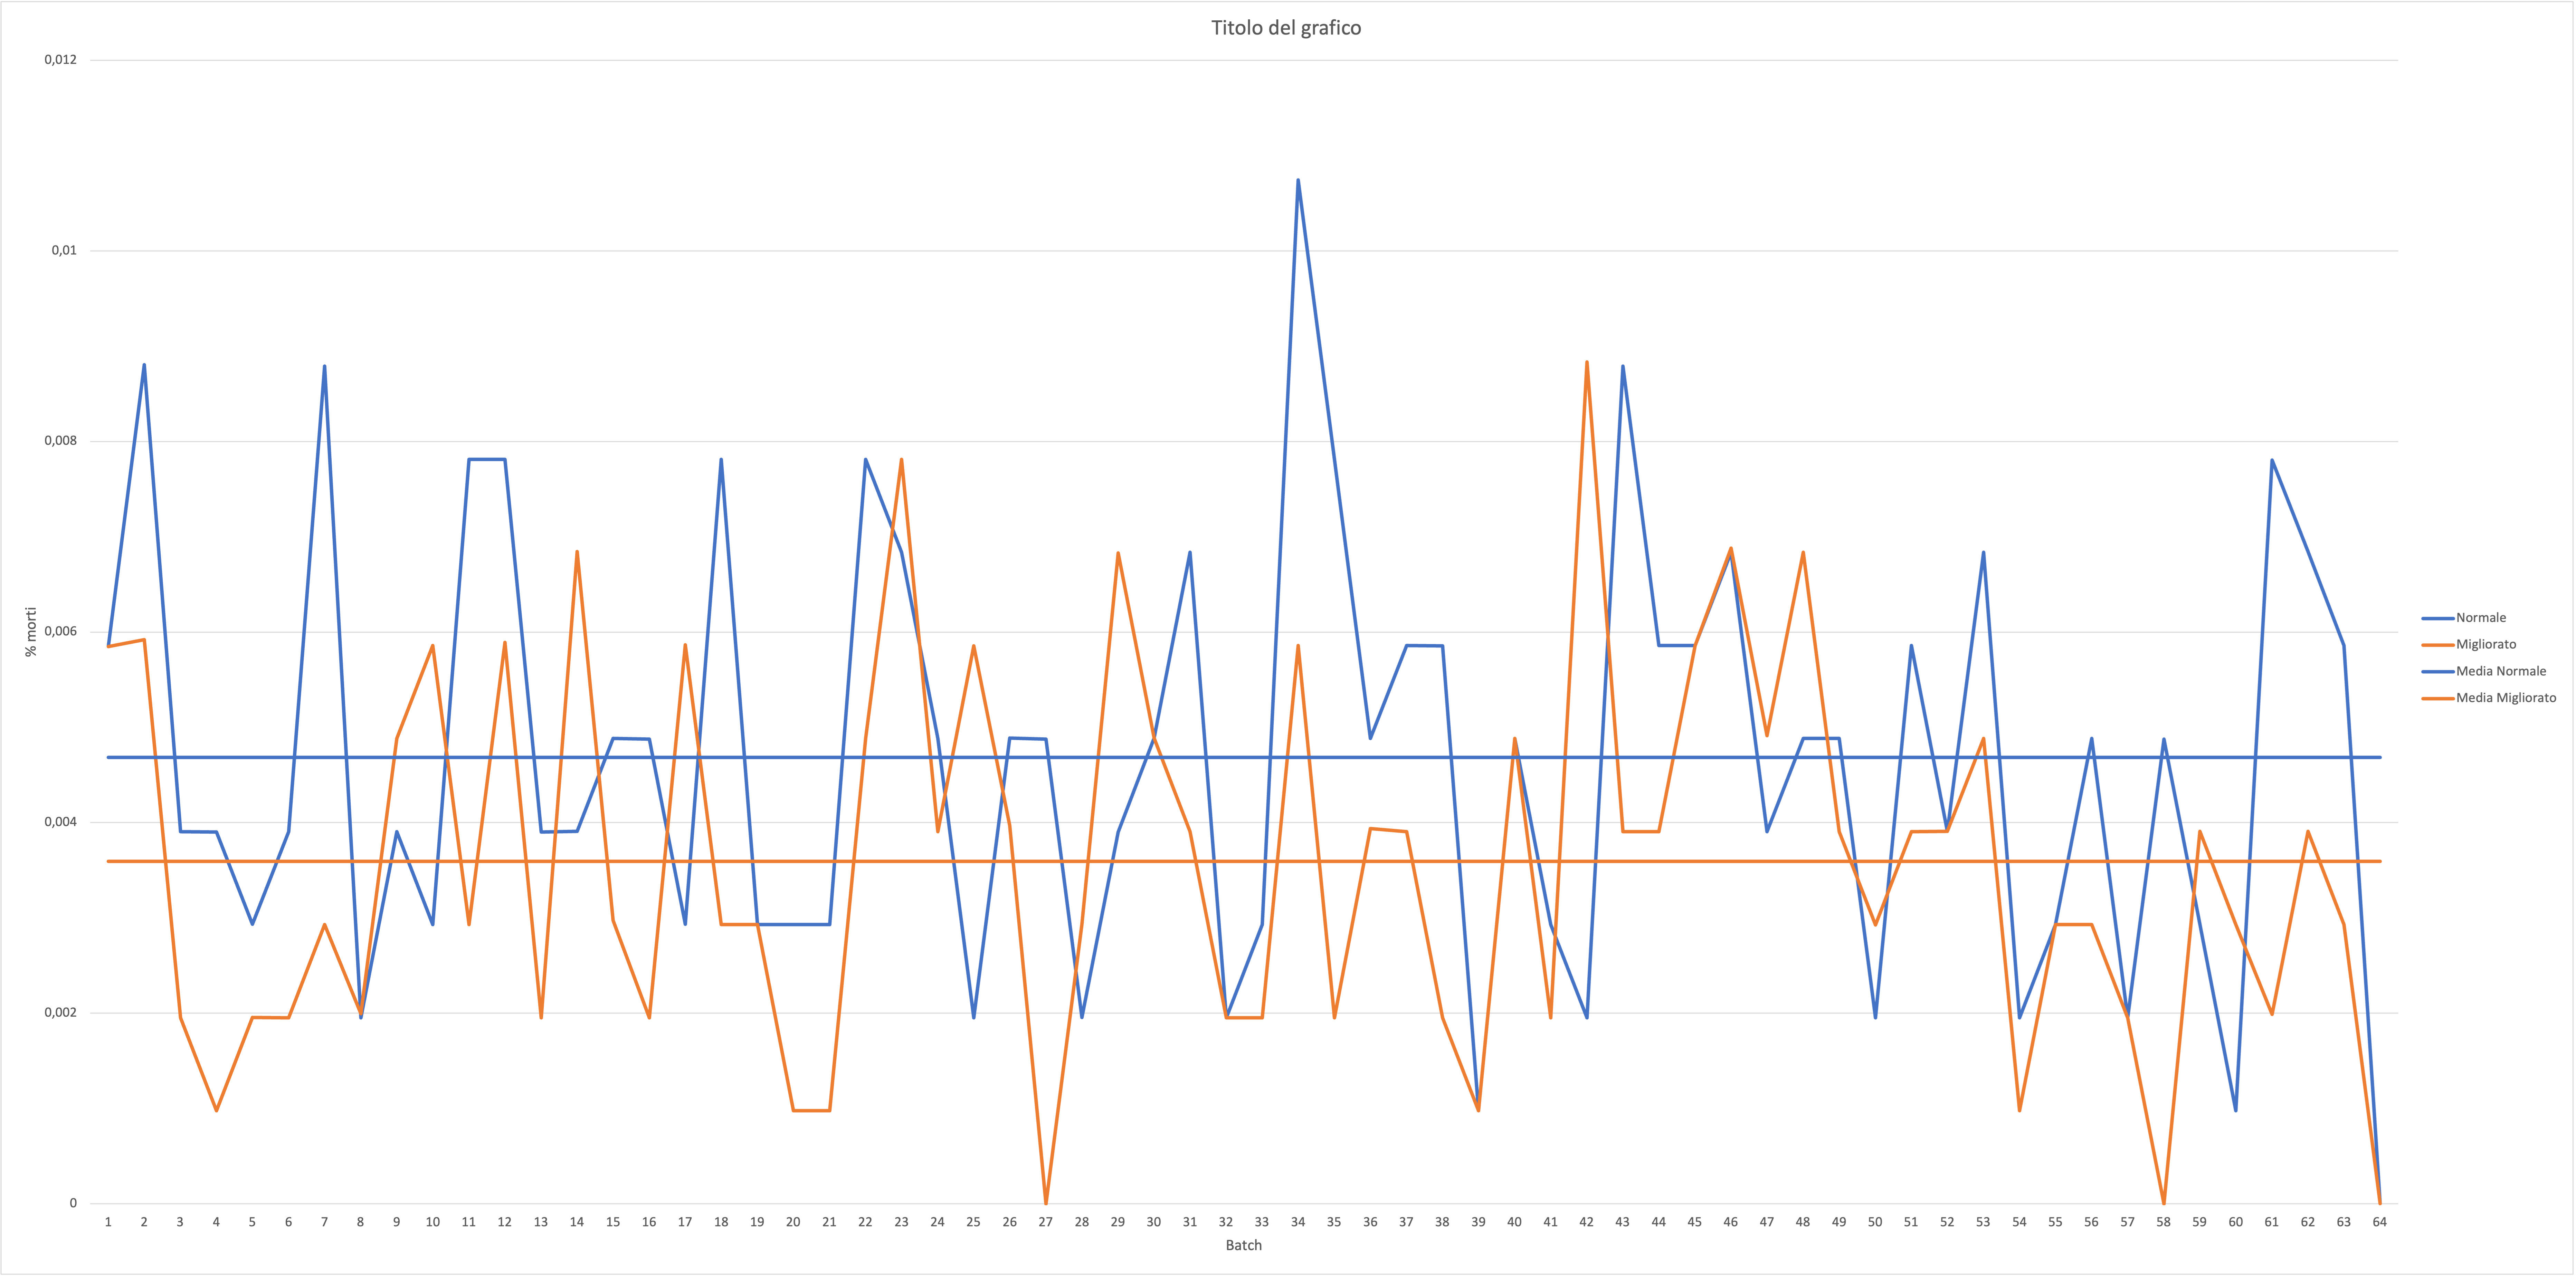 Titolo del grafico
0,012
0,01
0,008
0,006
0,004
0,002
0
% morti
1 2 3 4 5 6 7 8 9 10 11 12 13 14 15 16 17 18 19 20 21 22 23 24 25 26 27 28 29 30 31 32 33 34 35 36 37 38 39 40 41 42 43 44 45 46 47 48 49 50 51 52 53 54 55 56 57 58 59 60 61 62 63 64
Batch
Normale
Migliorato
Media Normale
Media Migliorato